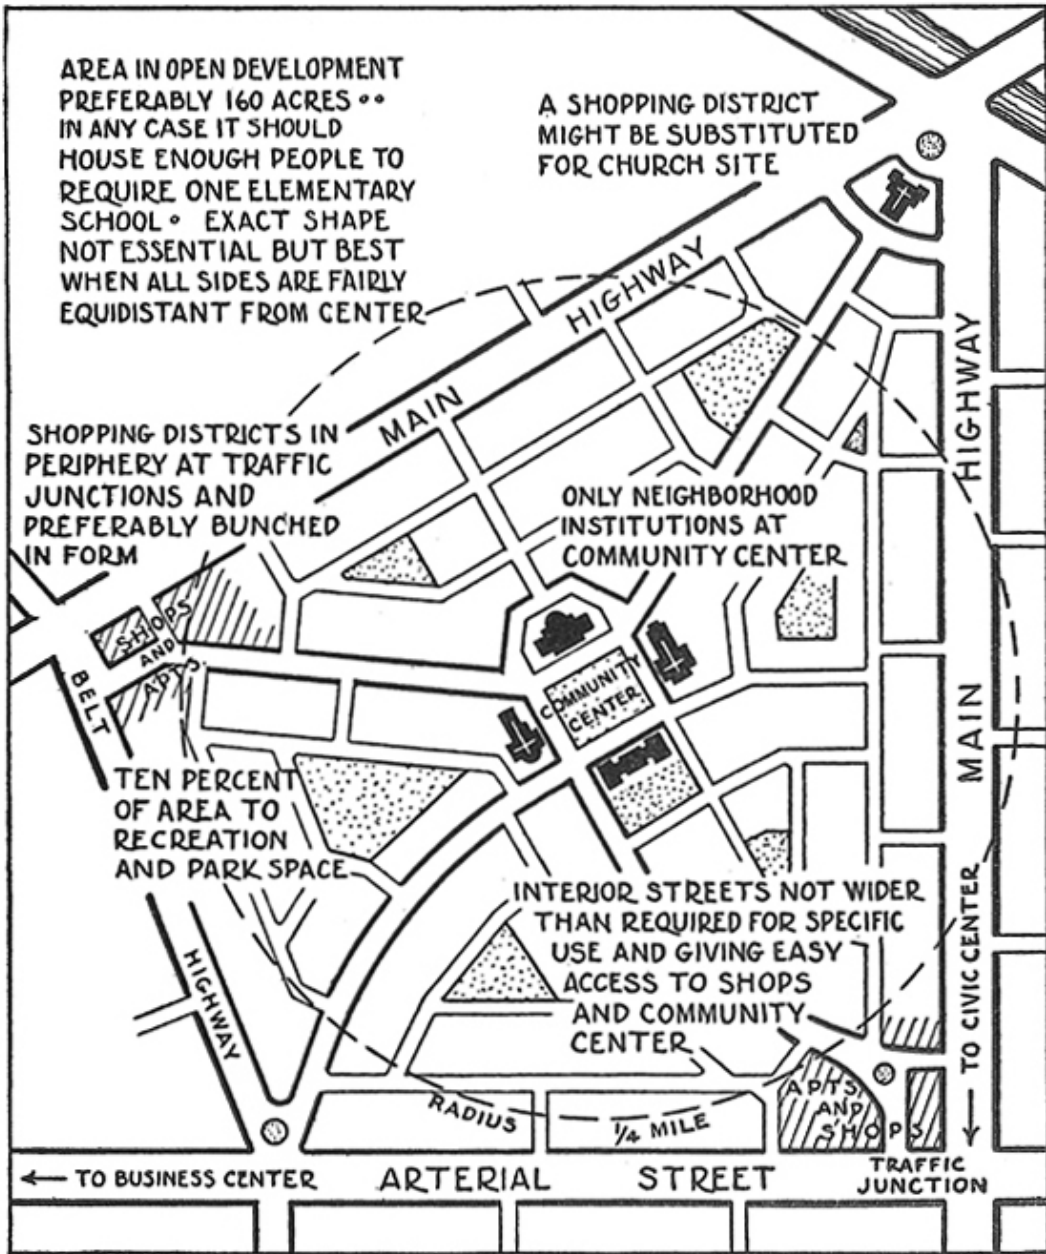 AREA IN OPEN DEVELOPMENT
PREFERABLY 160 ACRES ••
IN ANY CASE IT SHOULD
HOUSE ENOUGH PEOPLE TO
REQUIRE ONE ELEMENTARY
SCHOOL • EXACT SHAPE
NOT ESSENTIAL BUT BEST
WHEN ALL SIDES ARE FAIRLY
EQUIDISTANT FROM CENTER
A SHOPPING DISTRICT
MIGHT BE SUBSTITUTED
FOR CHURCH SITE
MAIN HIGHWAY
HIGHWAY
MAIN
SHOPPING DISTRICTS IN
PERIPHERY AT TRAFFIC
JUNCTIONS AND
PREFERABLY BUNCHED
IN FORM
ONLY NEIGHBORHOOD
INSTITUTIONS AT
COMMUNITY CENTER
SHOPS
AND
APTS
BELT
HIGHWAY
COMMUNITY
CENTER
TEN PERCENT
OF AREA TO
RECREATION
AND PARK SPACE
INTERIOR STREETS NOT WIDER
THAN REQUIRED FOR SPECIFIC
USE AND GIVING EASY
ACCESS TO SHOPS
AND COMMUNITY
CENTER
TO CIVIC CENTER
RADIUS 1/4 MILE
APTS
AND
SHOPS
← TO BUSINESS CENTER
ARTERIAL STREET
TRAFFIC
JUNCTION